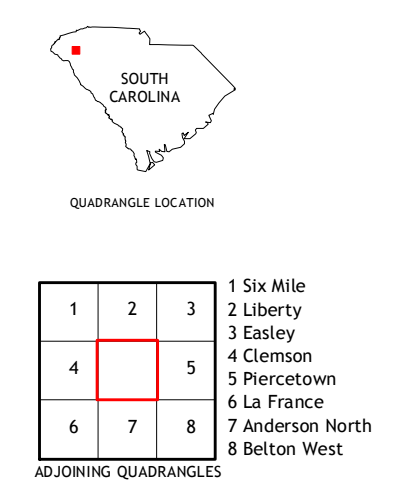 SOUTH
CAROLINA
QUADRANGLE LOCATION
1 2 3
4 5
6 7 8
1 Six Mile
2 Liberty
3 Easley
4 Clemson
5 Piercetown
6 La France
7 Anderson North
8 Belton West
ADJOINING QUADRANGLES